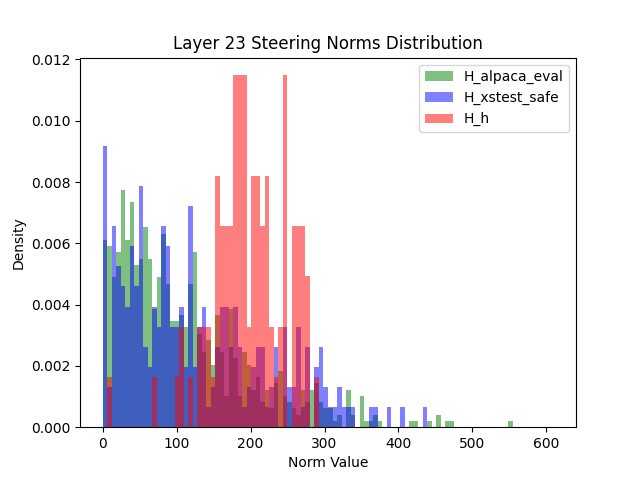 Layer 23 Steering Norms Distribution
0.012
0.010
0.008
0.006
0.004
0.002
0.000
Density
H_alpaca_eval
H_xstest_safe
H_h
0 100 200 300 400 500 600
Norm Value